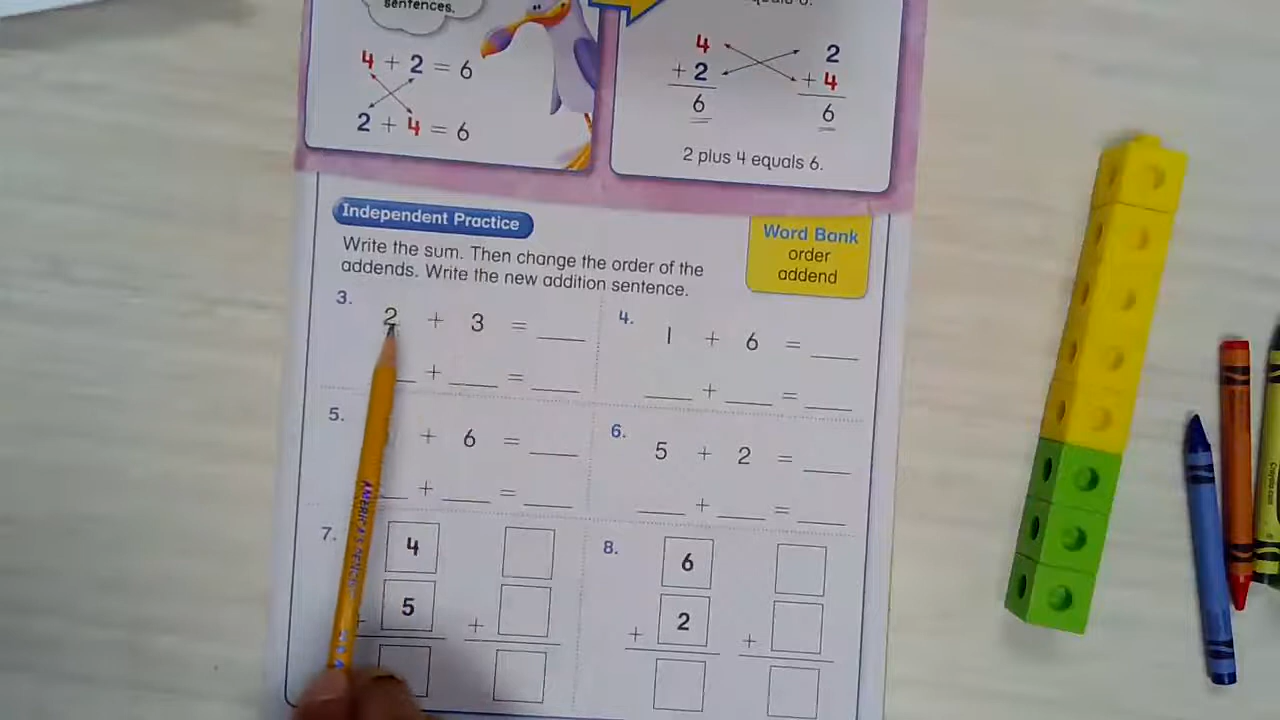 sentences.
4 + 2 = 6
2 + 4 = 6
4
+ 2
6
2
+ 4
6
2 plus 4 equals 6.
Independent Practice
Write the sum. Then change the order of the
addends. Write the new addition sentence.
Word Bank
order
addend
3. 2 + 3 = ___
___ + ___ = ___
4. 1 + 6 = ___
___ + ___ = ___
5. + 6 = ___
___ + ___ = ___
6. 5 + 2 = ___
___ + ___ = ___
7. 4
+ 5
+
8. 6
+ 2
+